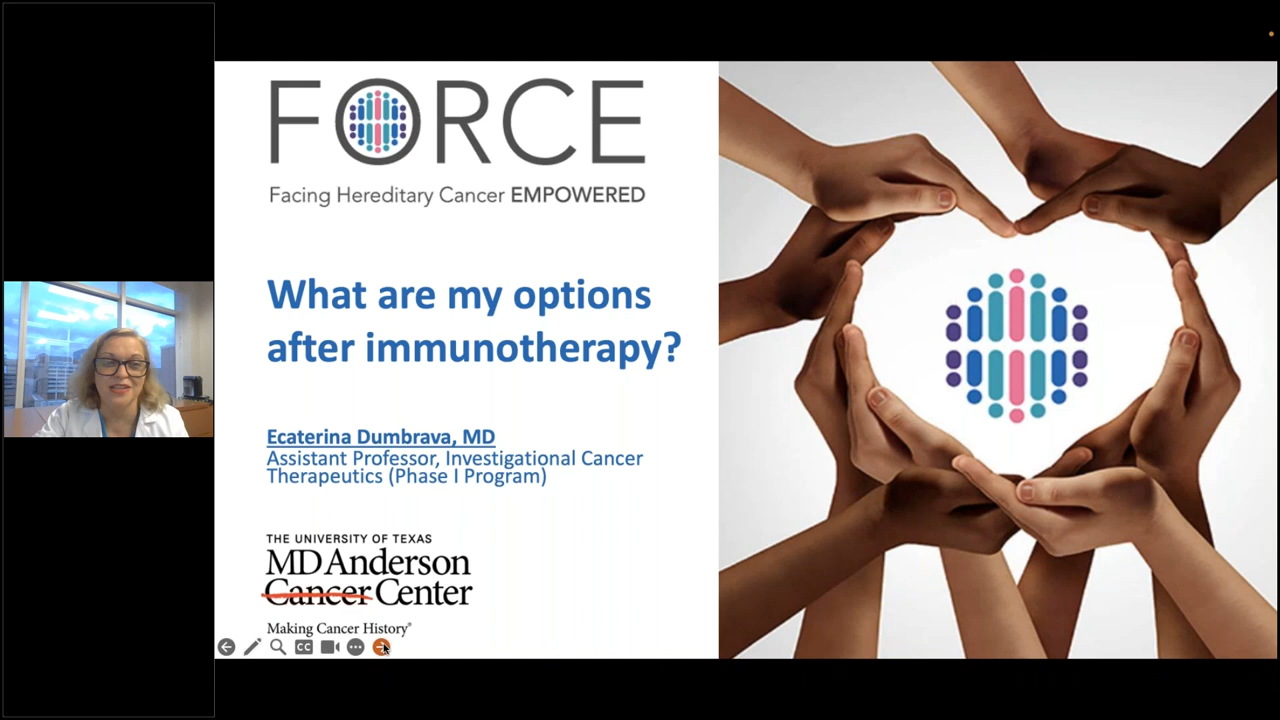 FORCE
Facing Hereditary Cancer EMPOWERED
What are my options
after immunotherapy?
Ecaterina Dumbrava, MD
Assistant Professor, Investigational Cancer
Therapeutics (Phase I Program)
THE UNIVERSITY OF TEXAS
MD Anderson
Cancer Center
Making Cancer History®
CC